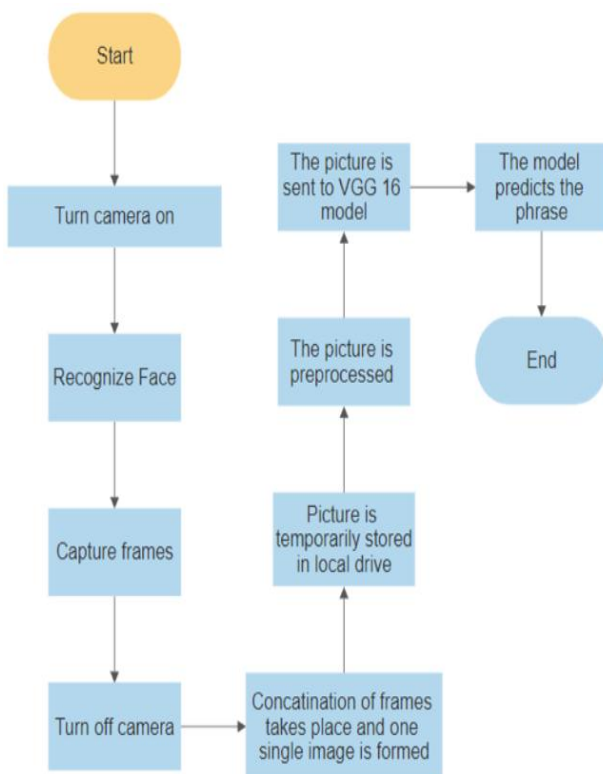 Start
Turn camera on
Recognize Face
Capture frames
Turn off camera
Concatination of frames
takes place and one
single image is formed
Picture is
temporarily stored
in local drive
The picture is
preprocessed
The picture is
sent to VGG 16
model
The model
predicts the
phrase
End